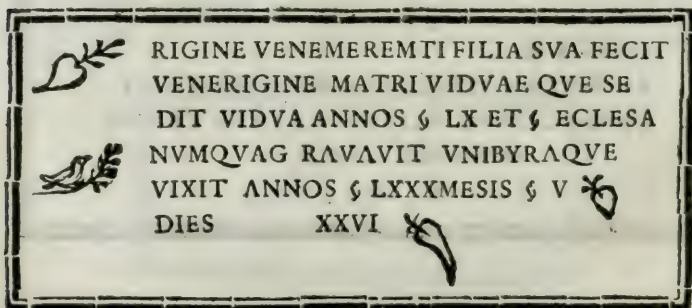 RIGINE VENEMEREMTI FILIA SVA FECIT
VENERIGINE MATRI VIDVAE QVE SE
DIT VIDVA ANNOS § LX ET § ECLESA
NVMQVAG RAVAVIT VNIBYRAQVE
VIXIT ANNOS § LXXXMESIS § V
DIES XXVI